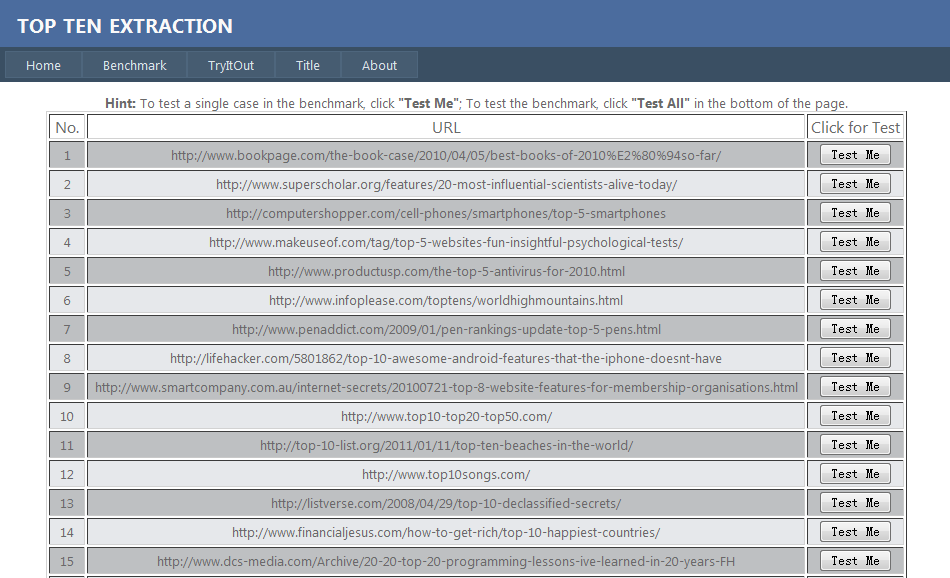 TOP TEN EXTRACTION
Home Benchmark TryItOut Title About
Hint: To test a single case in the benchmark, click "Test Me"; To test the benchmark, click "Test All" in the bottom of the page.
No. URL Click for Test
1 http://www.bookpage.com/the-book-case/2010/04/05/best-books-of-2010%E2%80%94so-far/ Test Me
2 http://www.superscholar.org/features/20-most-influential-scientists-alive-today/ Test Me
3 http://computershopper.com/cell-phones/smartphones/top-5-smartphones Test Me
4 http://www.makeuseof.com/tag/top-5-websites-fun-insightful-psychological-tests/ Test Me
5 http://www.productusp.com/the-top-5-antivirus-for-2010.html Test Me
6 http://www.infoplease.com/toptens/worldhighmountains.html Test Me
7 http://www.penaddict.com/2009/01/pen-rankings-update-top-5-pens.html Test Me
8 http://lifehacker.com/5801862/top-10-awesome-android-features-that-the-iphone-doesnt-have Test Me
9 http://www.smartcompany.com.au/internet-secrets/20100721-top-8-website-features-for-membership-organisations.html Test Me
10 http://www.top10-top20-top50.com/ Test Me
11 http://top-10-list.org/2011/01/11/top-ten-beaches-in-the-world/ Test Me
12 http://www.top10songs.com/ Test Me
13 http://listverse.com/2008/04/29/top-10-declassified-secrets/ Test Me
14 http://www.financialjesus.com/how-to-get-rich/top-10-happiest-countries/ Test Me
15 http://www.dcs-media.com/Archive/20-20-top-20-programming-lessons-ive-learned-in-20-years-FH Test Me